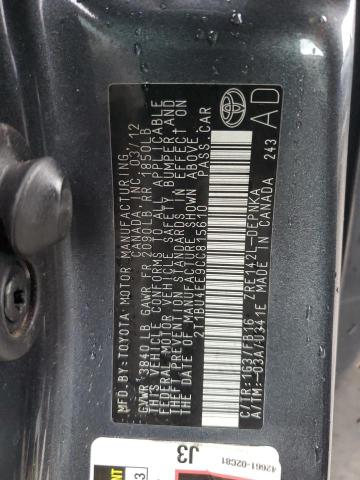 MFD. BY: TOYOTA MOTOR MANUFACTURING,
CANADA INC. 03/12
GVWR 3840 LB GAWR FR 2090 LB RR 1850LB
THIS VEHICLE CONFORMS TO ALL APPLICABLE
FEDERAL MOTOR VEHICLE SAFETY, BUMPER AND
THEFT PREVENTION STANDARDS IN EFFECT ON
THE DATE OF MANUFACTURE SHOWN ABOVE.
2T1BU4EE9CC815610 PASS.CAR
C/TR: 1G3/FB16 ZRE142L-DEPNKA
A/TM: -03A/U341E MADE IN CANADA
243
TOYOTA
AD
42661-02C81
J3